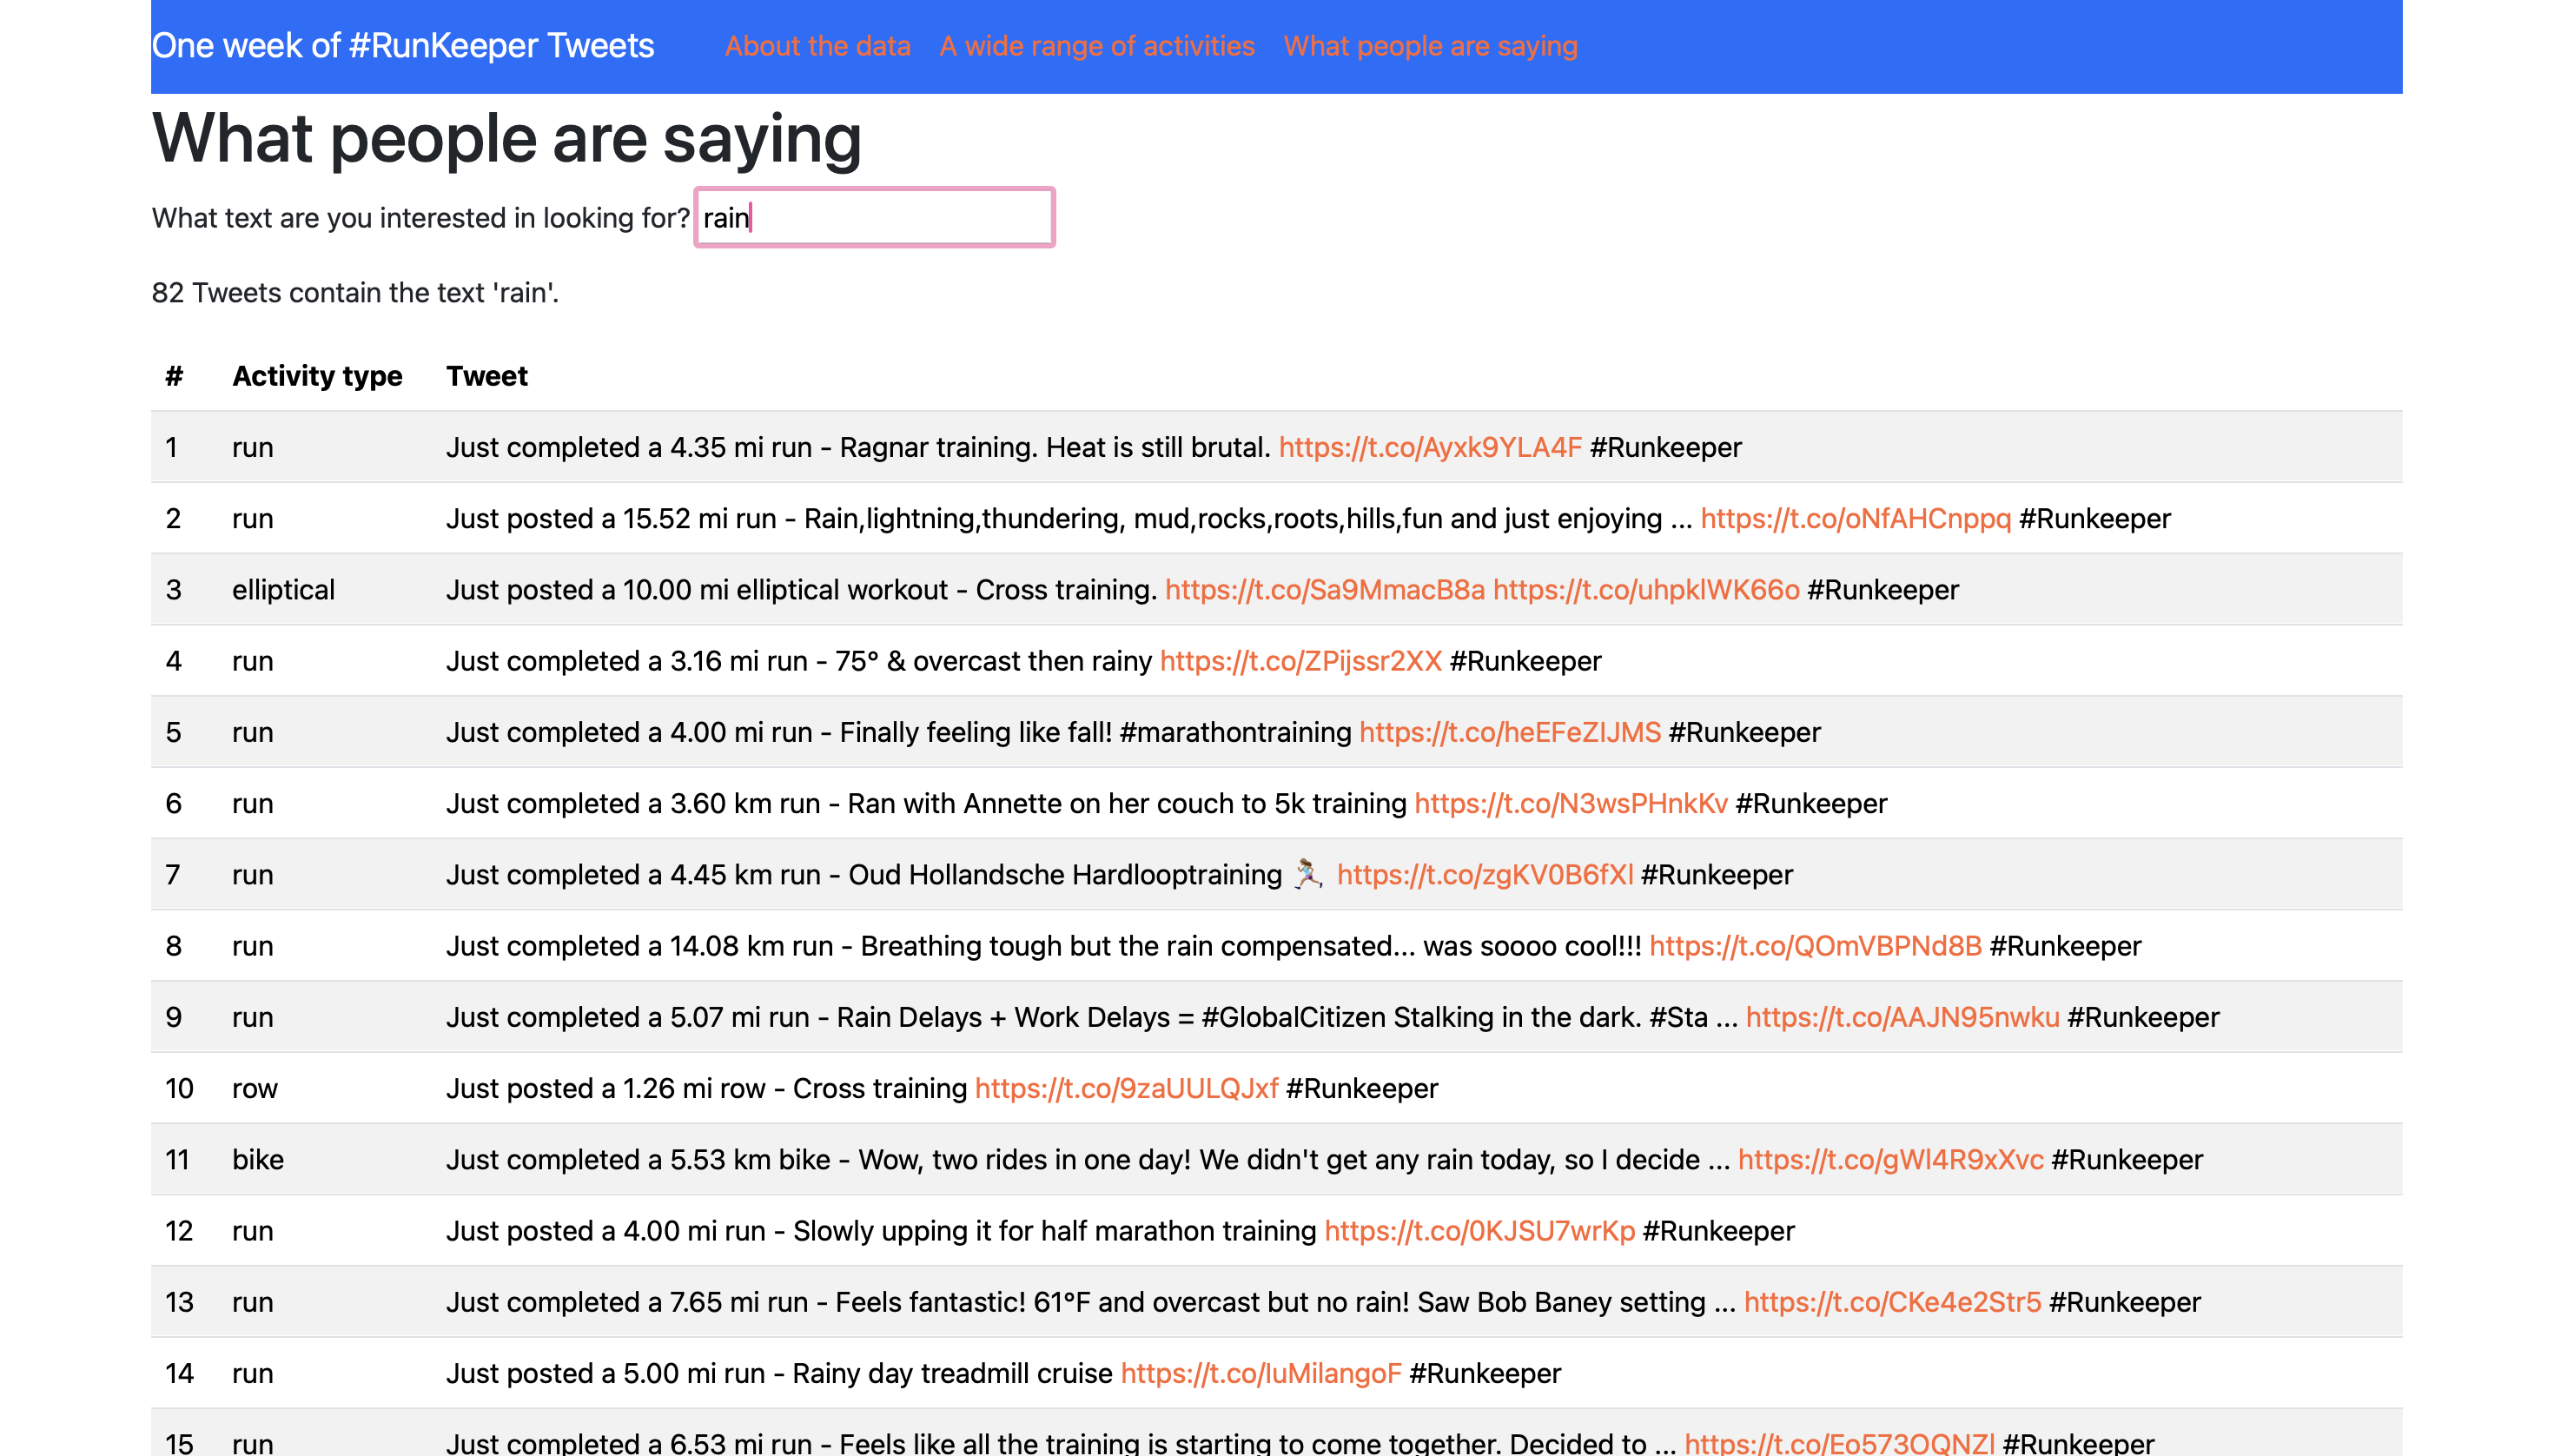 One week of #RunKeeper Tweets About the data A wide range of activities What people are saying
What people are saying
What text are you interested in looking for? rain
82 Tweets contain the text 'rain'.
# Activity type Tweet
1 run Just completed a 4.35 mi run - Ragnar training. Heat is still brutal. https://t.co/Ayxk9YLA4F #Runkeeper
2 run Just posted a 15.52 mi run - Rain,lightning,thundering, mud,rocks,roots,hills,fun and just enjoying ... https://t.co/oNfAHCnppq #Runkeeper
3 elliptical Just posted a 10.00 mi elliptical workout - Cross training. https://t.co/Sa9MmacB8a https://t.co/uhpklWK66o #Runkeeper
4 run Just completed a 3.16 mi run - 75° & overcast then rainy https://t.co/ZPijssr2XX #Runkeeper
5 run Just completed a 4.00 mi run - Finally feeling like fall! #marathontraining https://t.co/heEFeZIJMS #Runkeeper
6 run Just completed a 3.60 km run - Ran with Annette on her couch to 5k training https://t.co/N3wsPHnkKv #Runkeeper
7 run Just completed a 4.45 km run - Oud Hollandsche Hardlooptraining 🏃🏽‍♀️ https://t.co/zgKV0B6fXl #Runkeeper
8 run Just completed a 14.08 km run - Breathing tough but the rain compensated... was soooo cool!!! https://t.co/QOmVBPNd8B #Runkeeper
9 run Just completed a 5.07 mi run - Rain Delays + Work Delays = #GlobalCitizen Stalking in the dark. #Sta ... https://t.co/AAJN95nwku #Runkeeper
10 row Just posted a 1.26 mi row - Cross training https://t.co/9zaUULQJxf #Runkeeper
11 bike Just completed a 5.53 km bike - Wow, two rides in one day! We didn't get any rain today, so I decide ... https://t.co/gWl4R9xXvc #Runkeeper
12 run Just posted a 4.00 mi run - Slowly upping it for half marathon training https://t.co/0KJSU7wrKp #Runkeeper
13 run Just completed a 7.65 mi run - Feels fantastic! 61°F and overcast but no rain! Saw Bob Baney setting ... https://t.co/CKe4e2Str5 #Runkeeper
14 run Just posted a 5.00 mi run - Rainy day treadmill cruise https://t.co/luMilangoF #Runkeeper
15 run Just completed a 6.53 mi run - Feels like all the training is starting to come together. Decided to ... https://t.co/Eo573OQNZl #Runkeeper